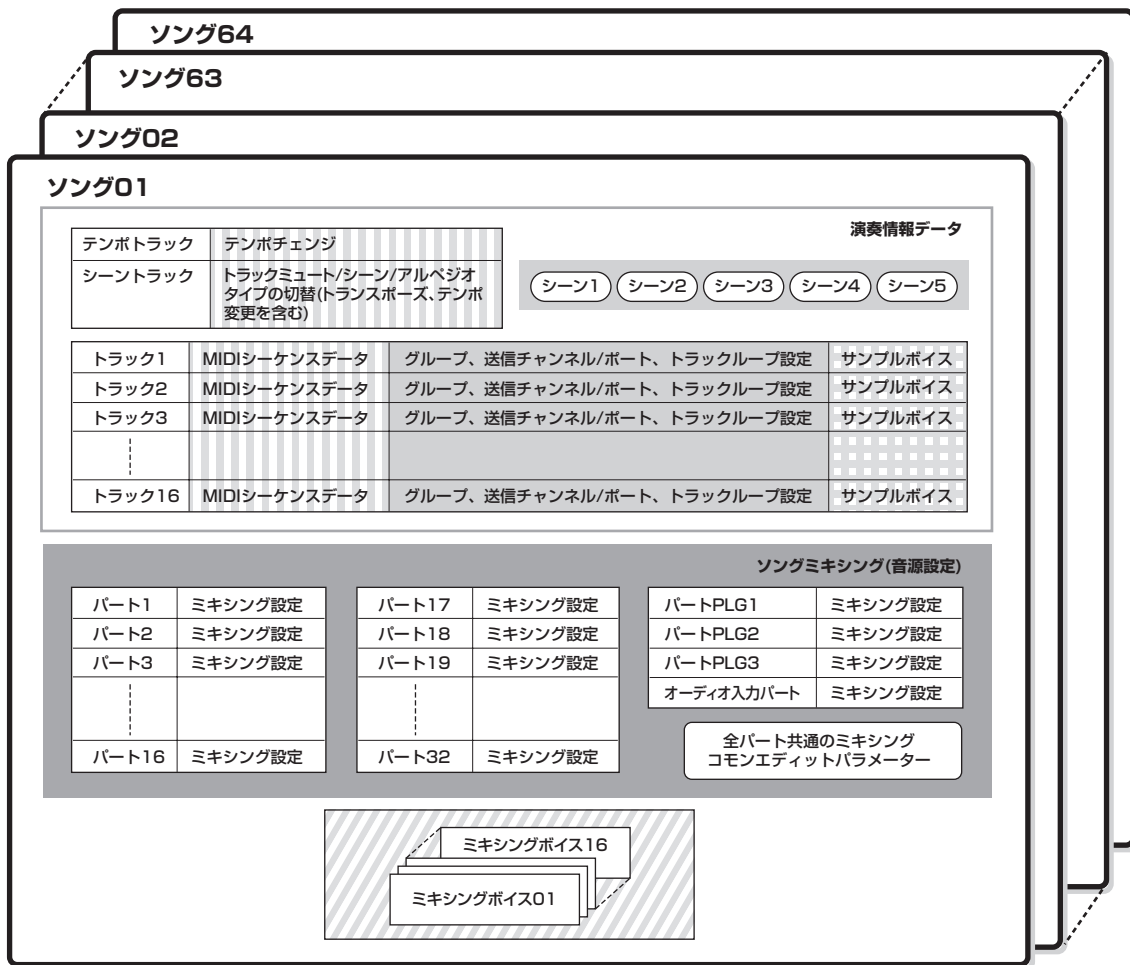 ソング64
ソング63
ソング02
ソング01
演奏情報データ
テンポトラック テンポチェンジ
シーントラック トラックミュート/シーン/アルペジオ
タイプの切替(トランスポーズ、テンポ
変更を含む)
シーン1 シーン2 シーン3 シーン4 シーン5
トラック1 MIDIシーケンスデータ グループ、送信チャンネル/ポート、トラックループ設定 サンプルボイス
トラック2 MIDIシーケンスデータ グループ、送信チャンネル/ポート、トラックループ設定 サンプルボイス
トラック3 MIDIシーケンスデータ グループ、送信チャンネル/ポート、トラックループ設定 サンプルボイス
トラック16 MIDIシーケンスデータ グループ、送信チャンネル/ポート、トラックループ設定 サンプルボイス
ソングミキシング(音源設定)
パート1 ミキシング設定 パート17 ミキシング設定 パートPLG1 ミキシング設定
パート2 ミキシング設定 パート18 ミキシング設定 パートPLG2 ミキシング設定
パート3 ミキシング設定 パート19 ミキシング設定 パートPLG3 ミキシング設定
オーディオ入力パート ミキシング設定
パート16 ミキシング設定 パート32 ミキシング設定
全パート共通のミキシング
コモンエディットパラメーター
ミキシングボイス16
ミキシングボイス01